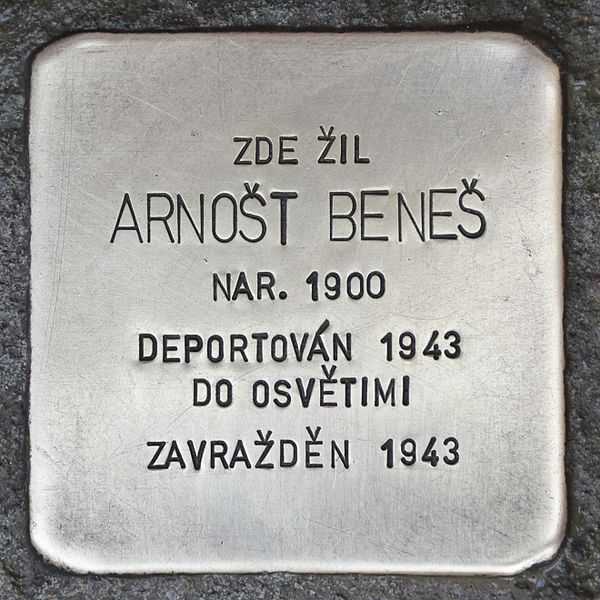 ZDE ŽIL
ARNOŠT BENEŠ
NAR. 1900
DEPORTOVÁN 1943
DO OSVĚTIMI
ZAVRAŽDĚN 1943